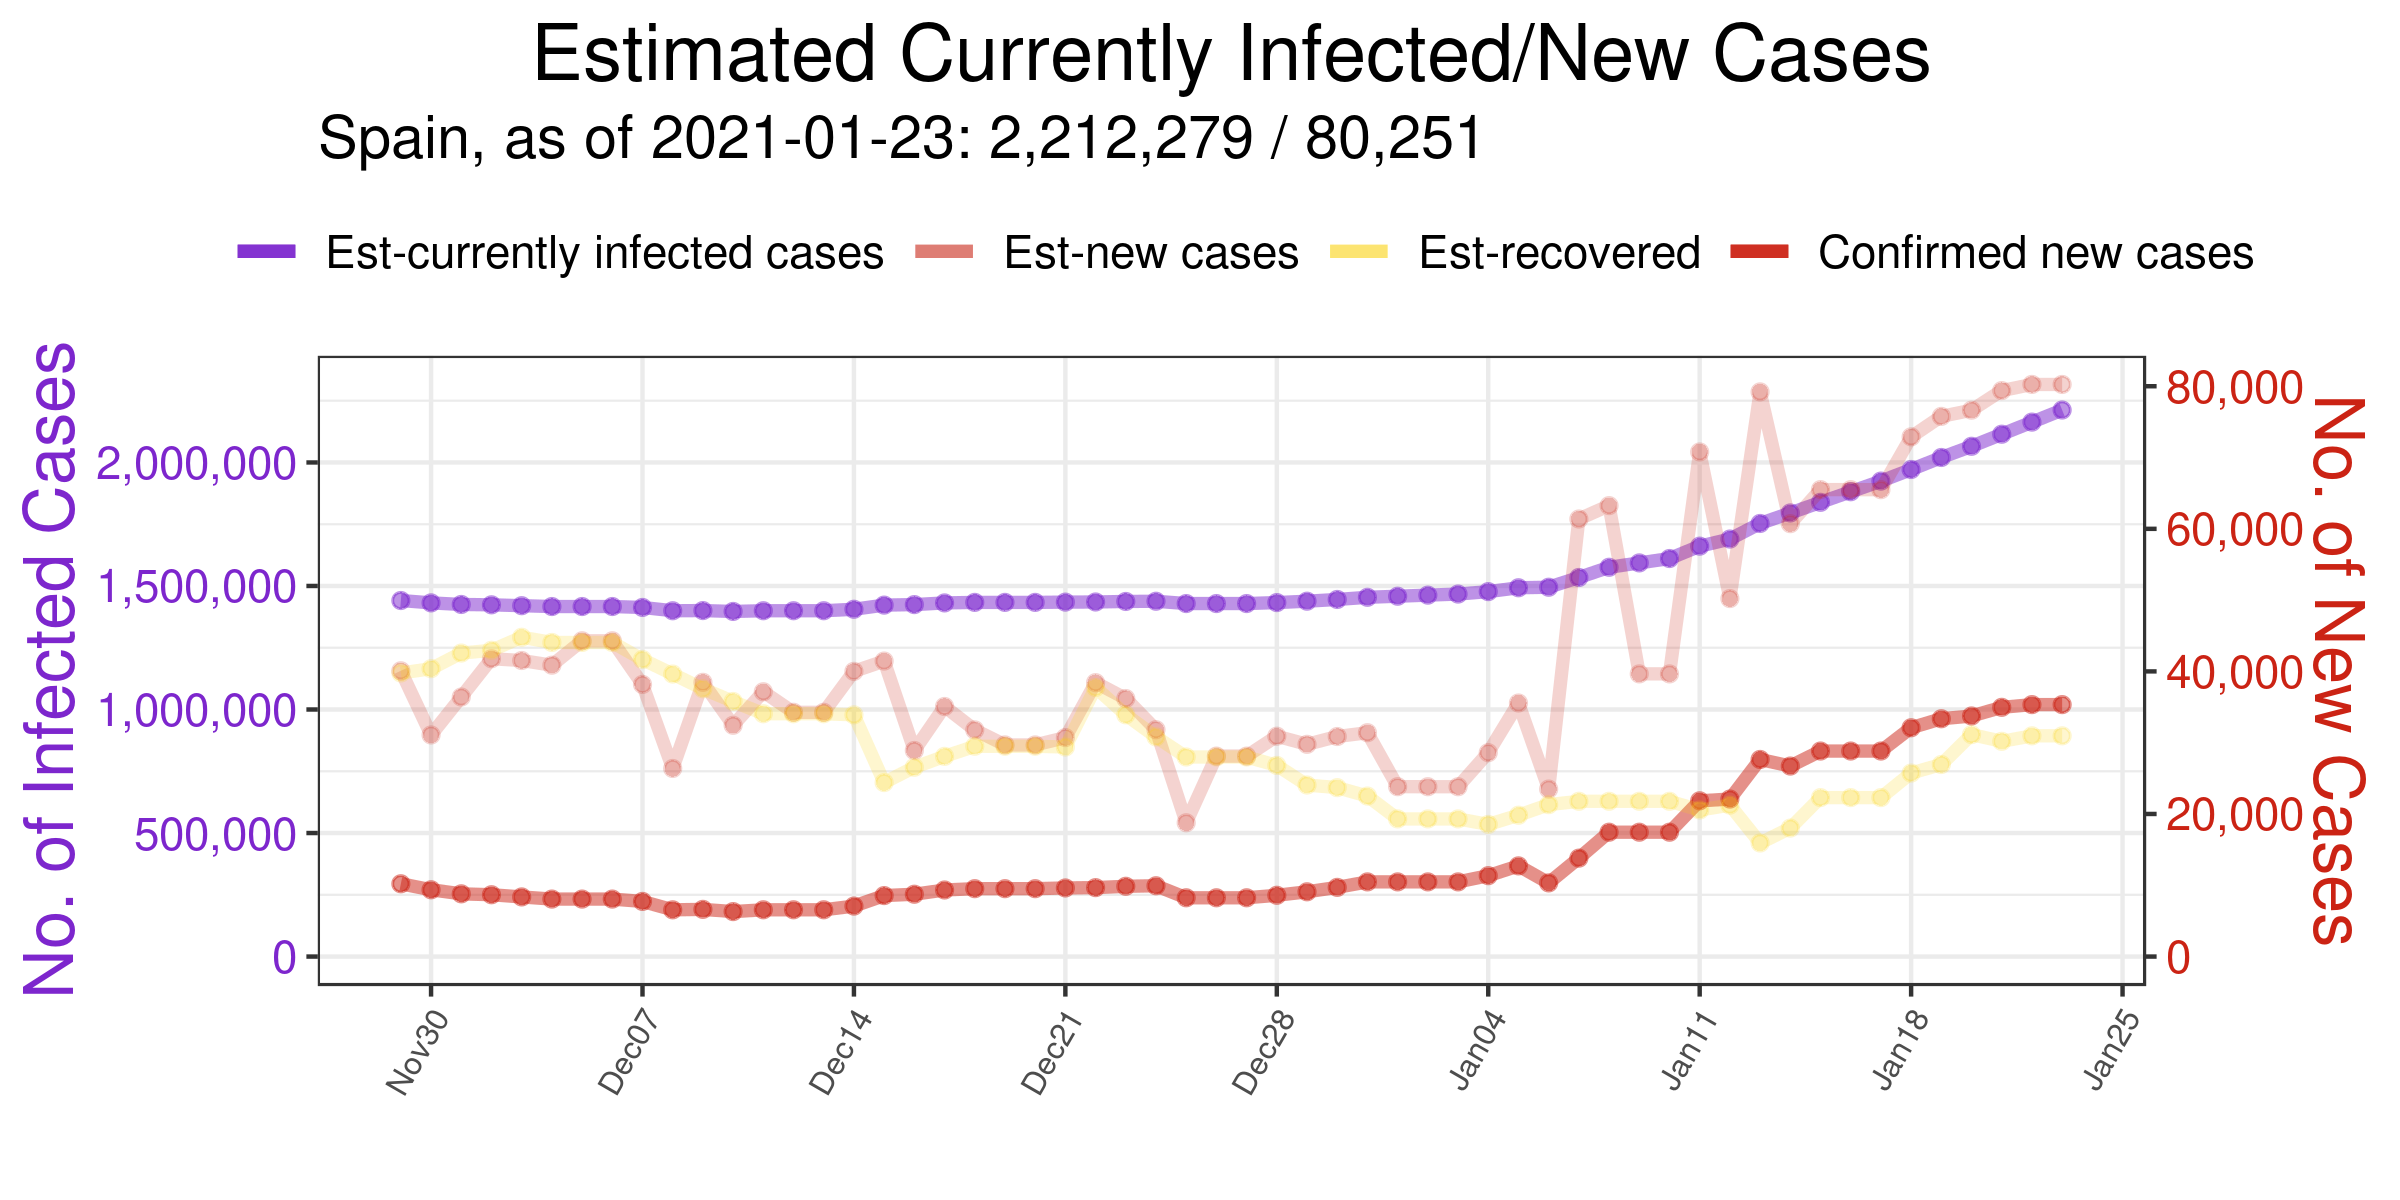 Estimated Currently Infected/New Cases
Spain, as of 2021-01-23: 2,212,279 / 80,251
Est-currently infected cases Est-new cases Est-recovered Confirmed new cases
No. of Infected Cases
2,000,000
1,500,000
1,000,000
500,000
0
80,000
60,000
40,000
20,000
0
No. of New Cases
Nov30 Dec07 Dec14 Dec21 Dec28 Jan04 Jan11 Jan18 Jan25